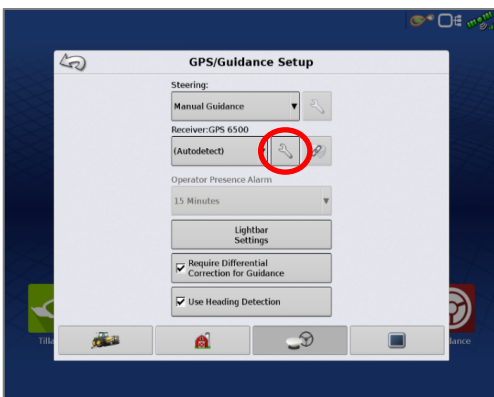 GPS/Guidance Setup
Steering:
Manual Guidance
Receiver:GPS 6500
(Autodetect)
Operator Presence Alarm
15 Minutes
Lightbar
Settings
Require Differential
Correction for Guidance
Use Heading Detection
Tilla
dance